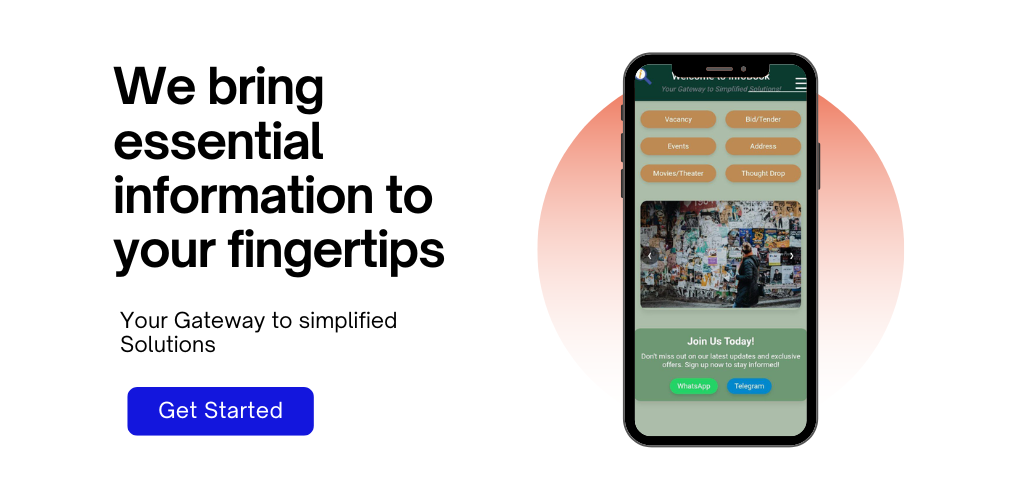 We bring
essential
information to
your fingertips
Your Gateway to simplified
Solutions
Get Started
Welcome to InfoBook
Your Gateway to Simplified Solutions!
Vacancy
Bid/Tender
Events
Address
Movies/Theater
Thought Drop
Join Us Today!
Don't miss out on our latest updates and exclusive
offers. Sign up now to stay informed!
WhatsApp
Telegram